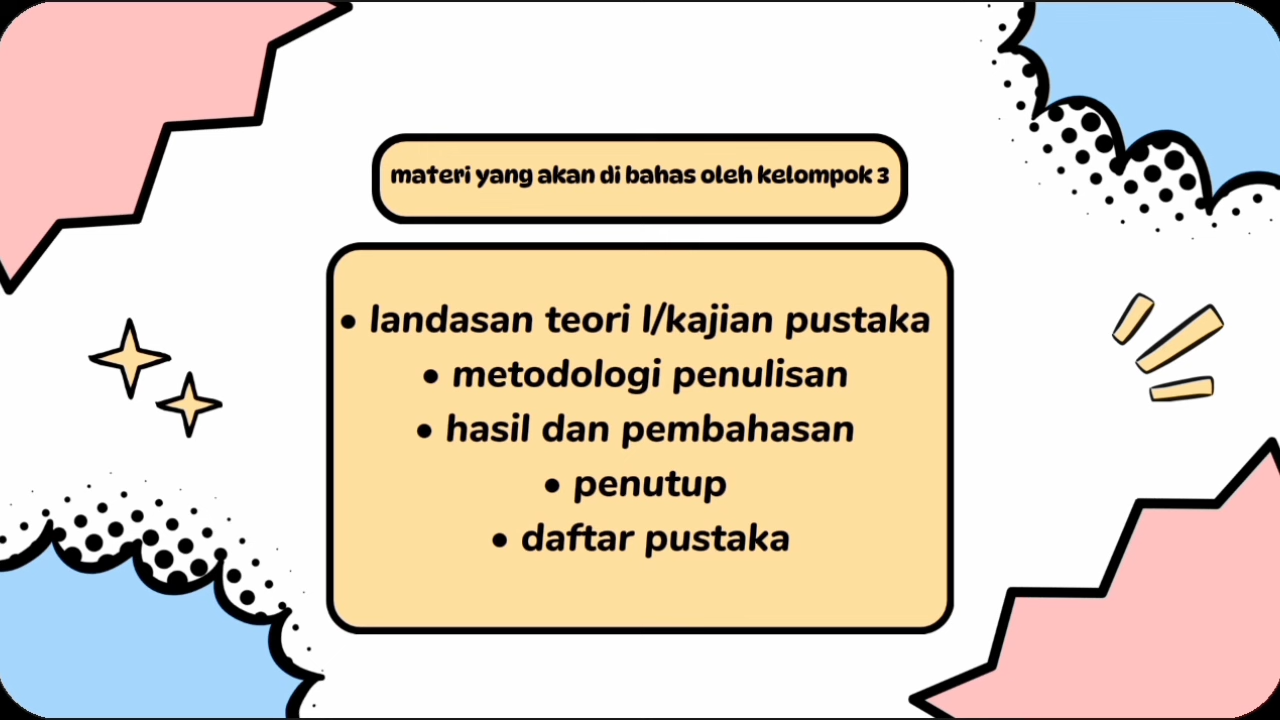 materi yang akan di bahas oleh kelompok 3
• landasan teori l/kajian pustaka
• metodologi penulisan
• hasil dan pembahasan
• penutup
• daftar pustaka